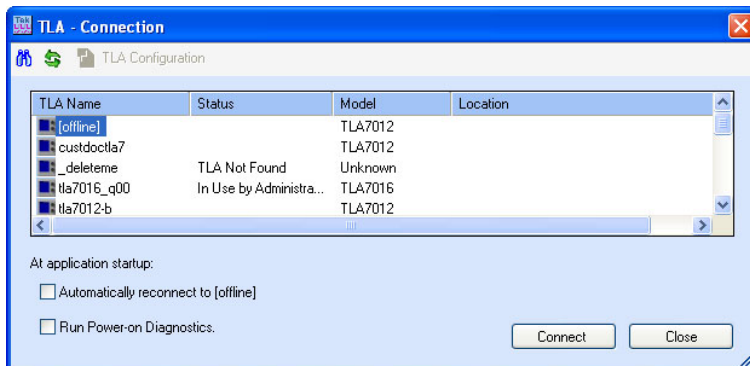 Tek TLA - Connection
TLA Configuration
TLA Name Status Model Location
[offline] TLA7012
custdoctla7 TLA7012
_deleteme TLA Not Found Unknown
tla7016_q00 In Use by Administra... TLA7016
tla7012-b TLA7012
At application startup:
Automatically reconnect to [offline]
Run Power-on Diagnostics.
Connect Close